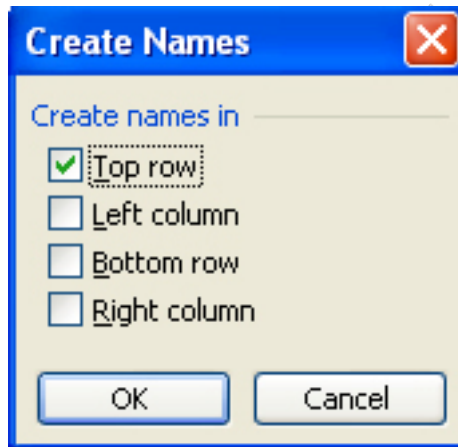 Create Names
Create names in
Top row
Left column
Bottom row
Right column
OK Cancel